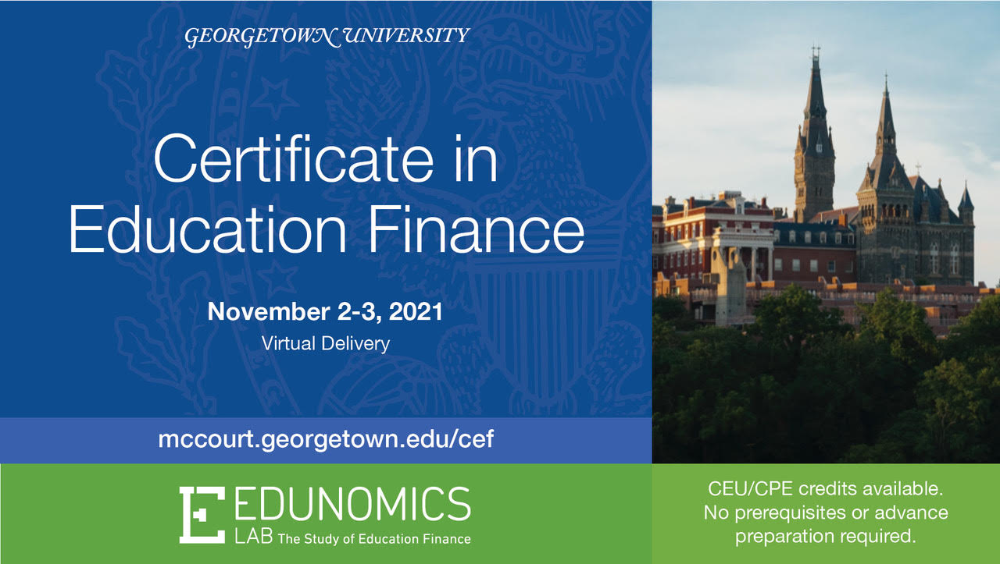 GEORGETOWN UNIVERSITY
Certificate in
Education Finance
November 2-3, 2021
Virtual Delivery
mccourt.georgetown.edu/cef
EDUNOMICS
LAB The Study of Education Finance
CEU/CPE credits available.
No prerequisites or advance
preparation required.